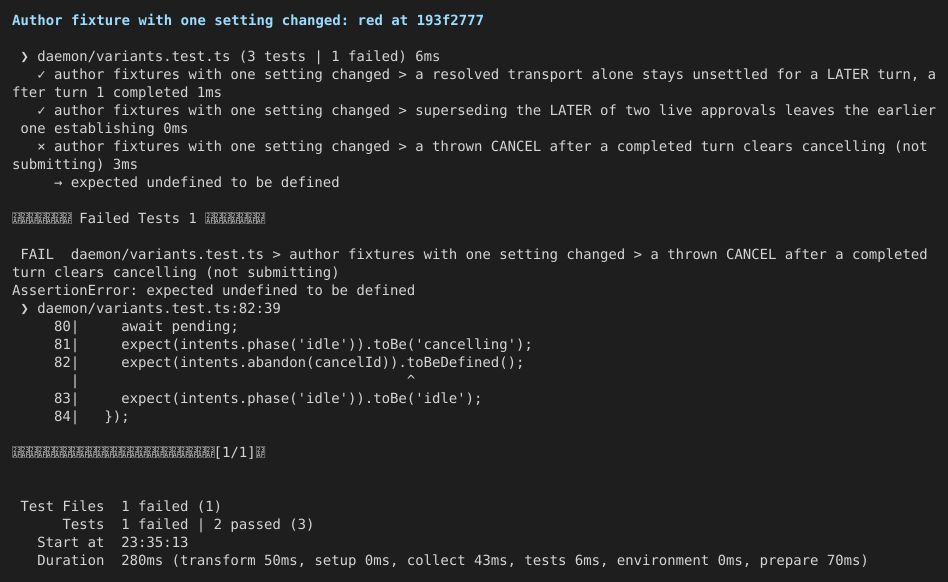 Author fixture with one setting changed: red at 193f2777
❯ daemon/variants.test.ts (3 tests | 1 failed) 6ms
✓ author fixtures with one setting changed > a resolved transport alone stays unsettled for a LATER turn, a
fter turn 1 completed 1ms
✓ author fixtures with one setting changed > superseding the LATER of two live approvals leaves the earlier
one establishing 0ms
× author fixtures with one setting changed > a thrown CANCEL after a completed turn clears cancelling (not
submitting) 3ms
→ expected undefined to be defined
Failed Tests 1
FAIL  daemon/variants.test.ts > author fixtures with one setting changed > a thrown CANCEL after a completed
turn clears cancelling (not submitting)
AssertionError: expected undefined to be defined
❯ daemon/variants.test.ts:82:39
80|     await pending;
81|     expect(intents.phase('idle')).toBe('cancelling');
82|     expect(intents.abandon(cancelId)).toBeDefined();
|                                       ^
83|     expect(intents.phase('idle')).toBe('idle');
84|   });
[1/1]
Test Files  1 failed (1)
Tests  1 failed | 2 passed (3)
Start at  23:35:13
Duration  280ms (transform 50ms, setup 0ms, collect 43ms, tests 6ms, environment 0ms, prepare 70ms)